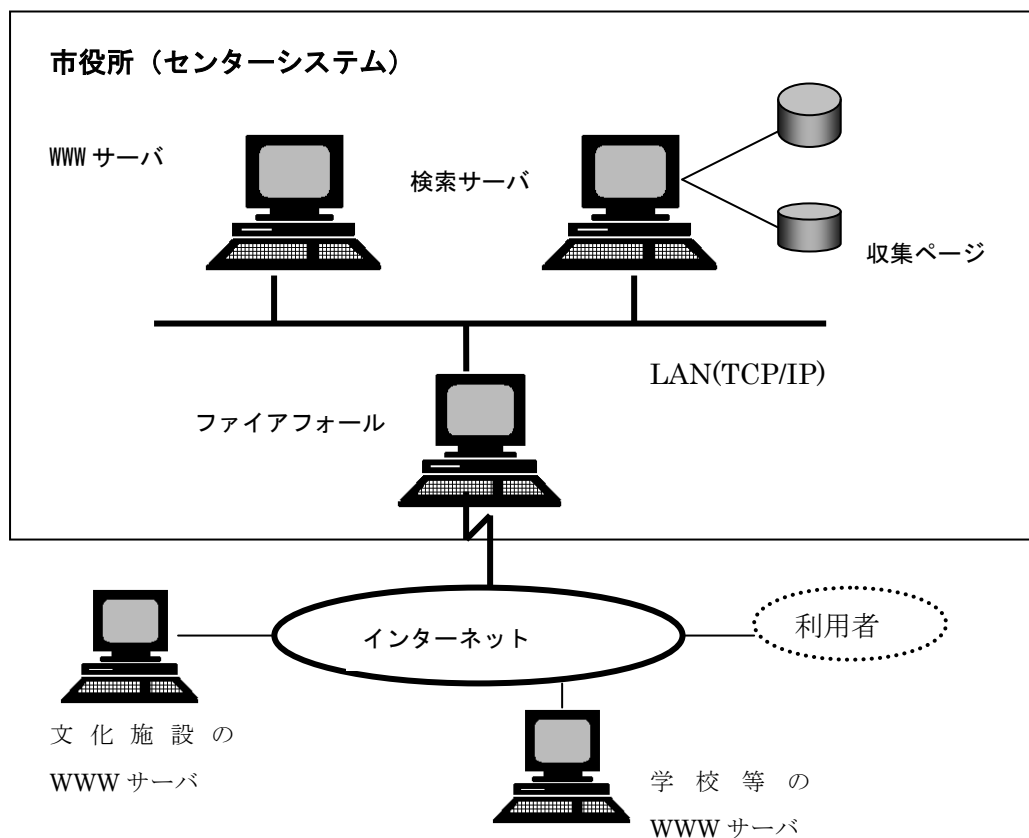 市役所（センターシステム）
WWW サーバ
検索サーバ
収集ページ
LAN(TCP/IP)
ファイアフォール
インターネット
利用者
文化施設の
WWW サーバ
学校等の
WWW サーバ